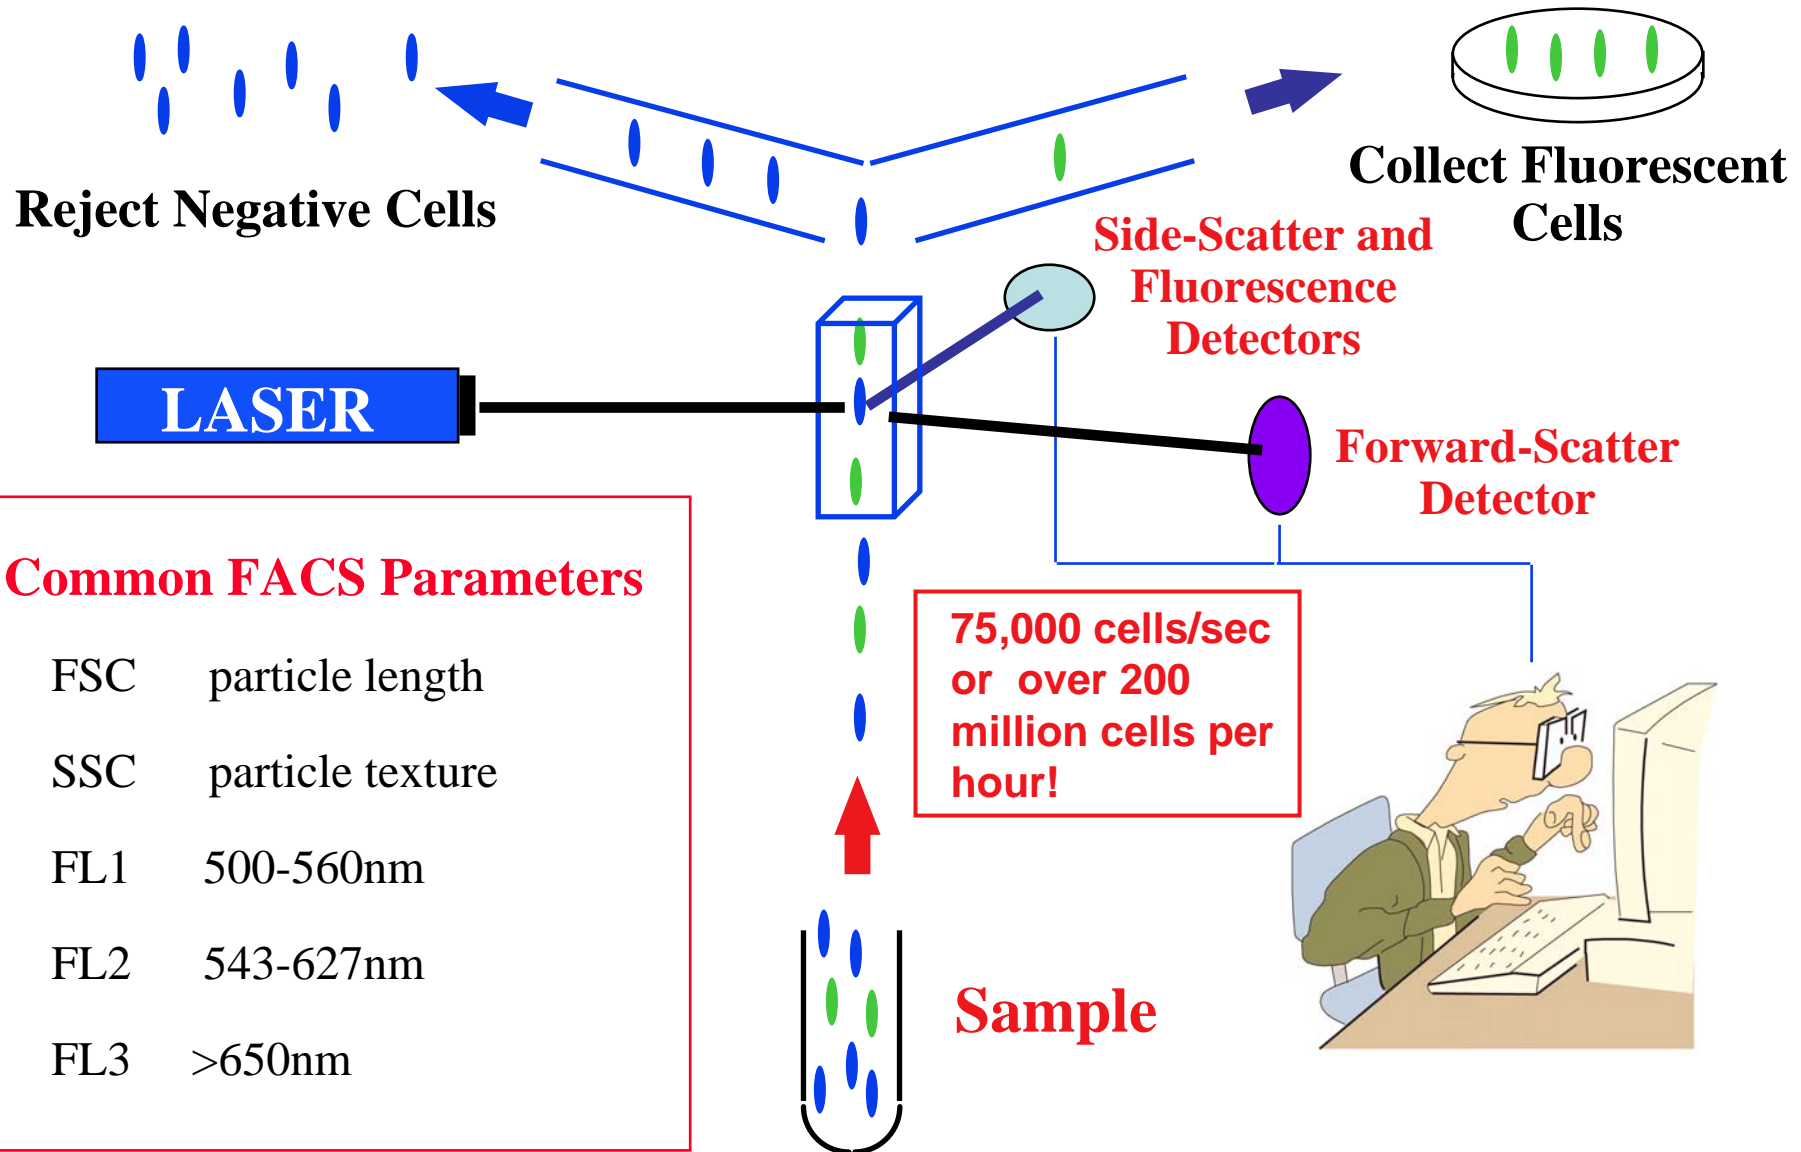 Reject Negative Cells
Collect Fluorescent
Cells
Side-Scatter and
Fluorescence
Detectors
LASER
Forward-Scatter
Detector
Common FACS Parameters
FSC particle length
SSC particle texture
FL1 500-560nm
FL2 543-627nm
FL3 >650nm
75,000 cells/sec
or over 200
million cells per
hour!
Sample